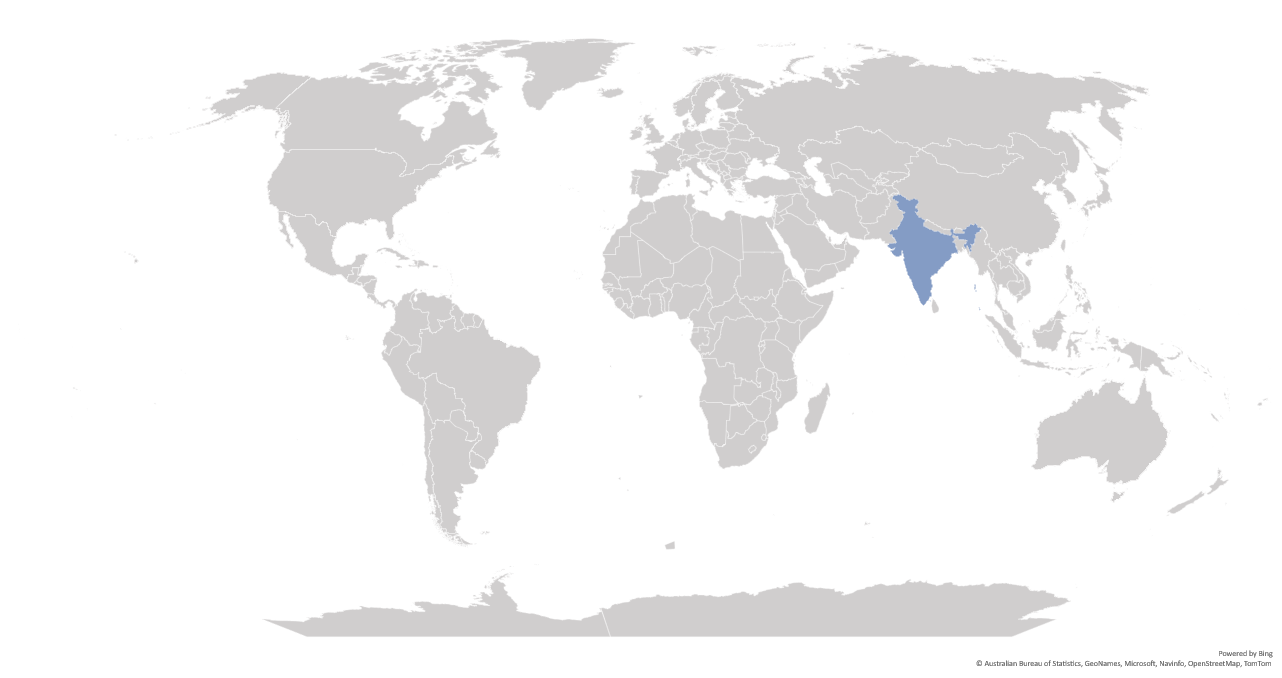 Powered by Bing
© Australian Bureau of Statistics, GeoNames, Microsoft, Navinfo, OpenStreetMap, TomTom